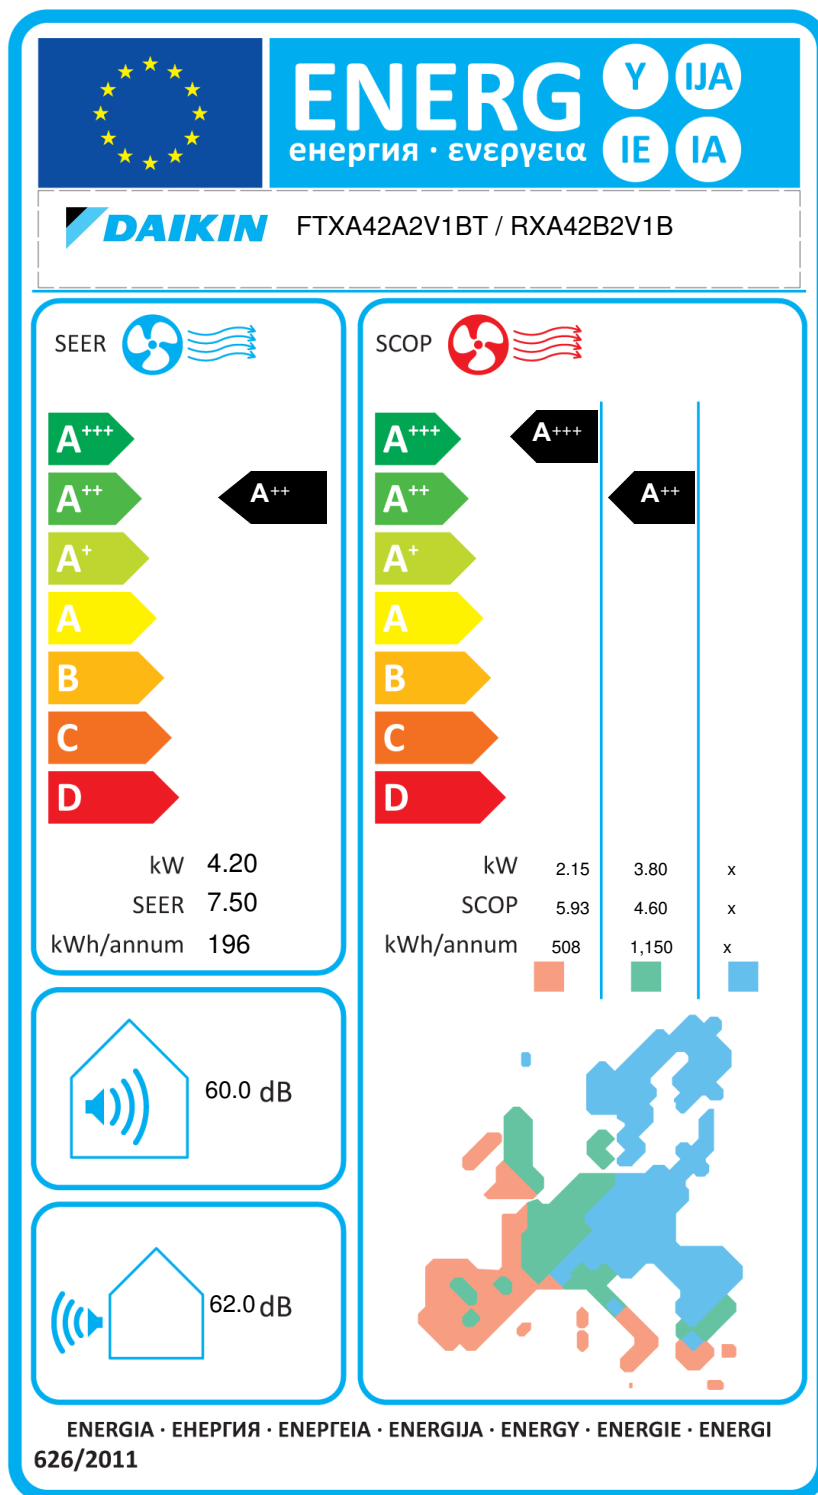 ENERG
енергия · ενεργεια
Y
IJA
IE
IA
DAIKIN
FTXA42A2V1BT / RXA42B2V1B
SEER
A+++
A++
A++
A+
A
B
C
D
kW 4.20
SEER 7.50
kWh/annum 196
SCOP
A+++
A+++
A++
A++
A+
A
B
C
D
kW 2.15 3.80 x
SCOP 5.93 4.60 x
kWh/annum 508 1,150 x
60.0 dB
62.0 dB
ENERGIA · ЕНЕРГИЯ · ΕΝΕΡΓΕΙΑ · ENERGIJA · ENERGY · ENERGIE · ENERGI
626/2011